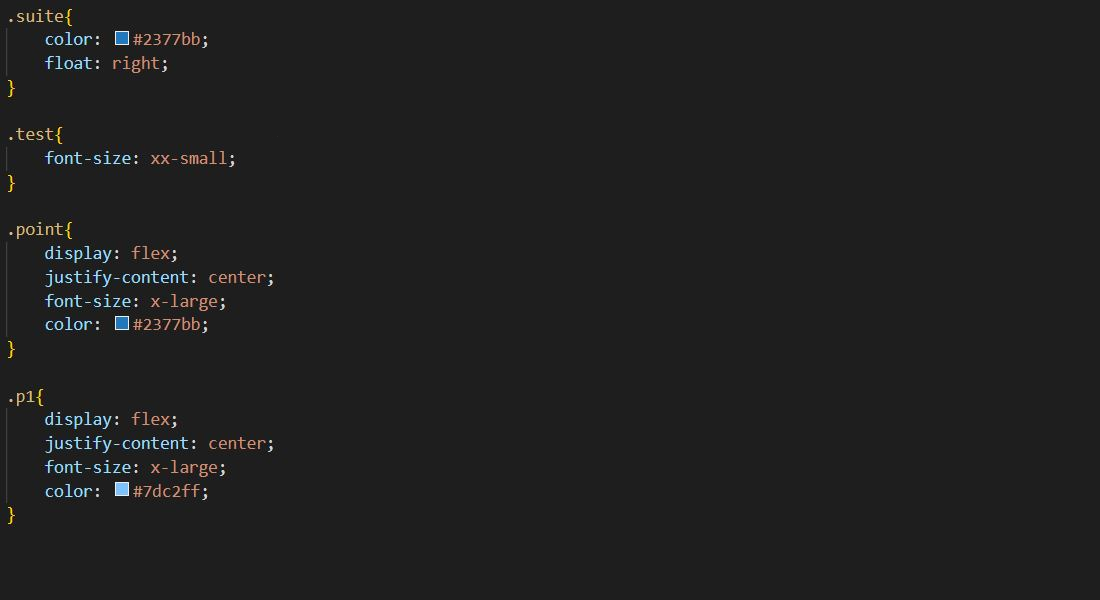 .suite{
    color: #2377bb;
    float: right;
}

.test{
    font-size: xx-small;
}

.point{
    display: flex;
    justify-content: center;
    font-size: x-large;
    color: #2377bb;
}

.p1{
    display: flex;
    justify-content: center;
    font-size: x-large;
    color: #7dc2ff;
}